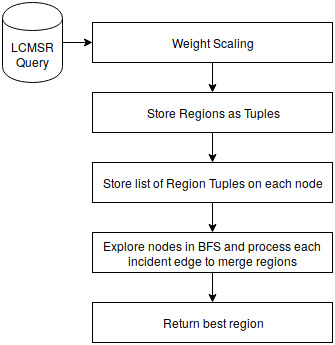 LCMSR
Query
Weight Scaling
Store Regions as Tuples
Store list of Region Tuples on each node
Explore nodes in BFS and process each
incident edge to merge regions
Return best region